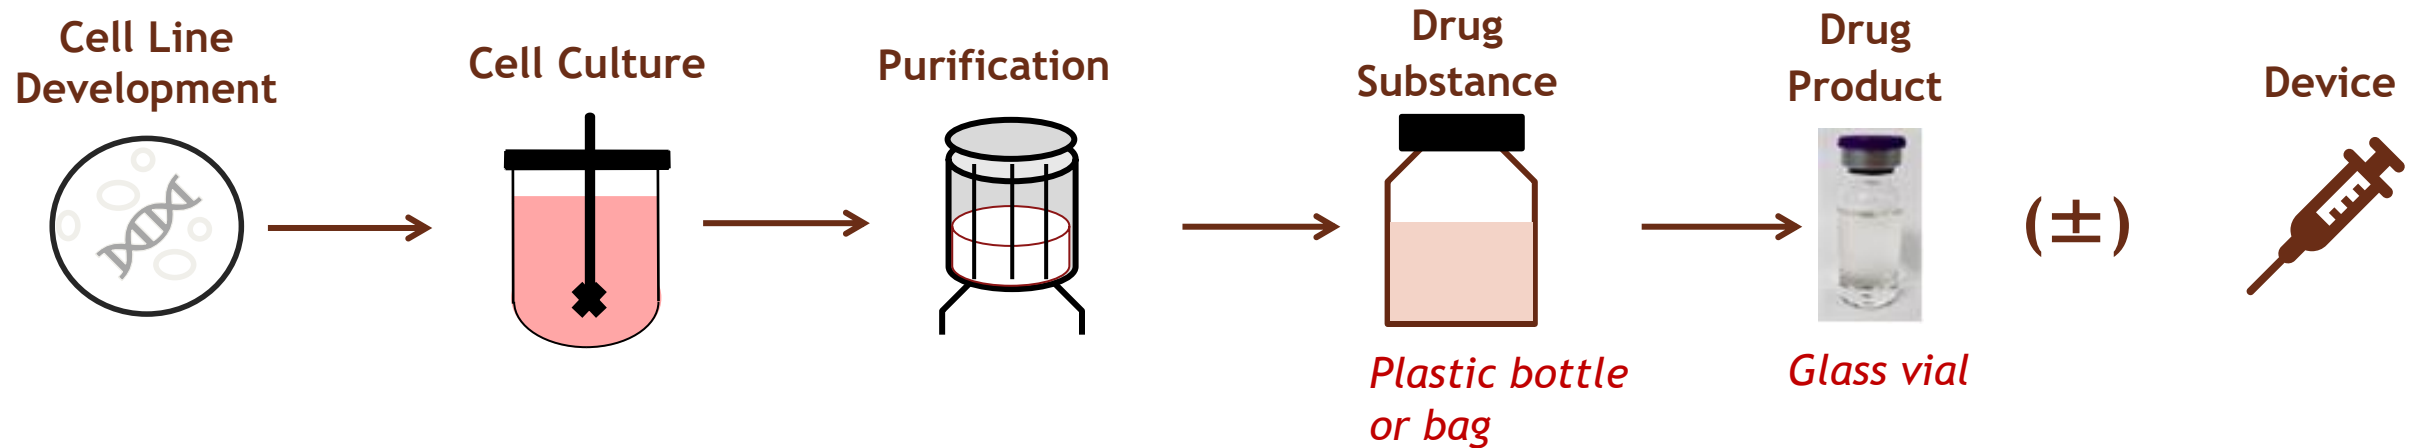 Cell Line
Development
Cell Culture
Purification
Drug
Substance
Drug
Product
Device
(±)
Plastic bottle
or bag
Glass vial